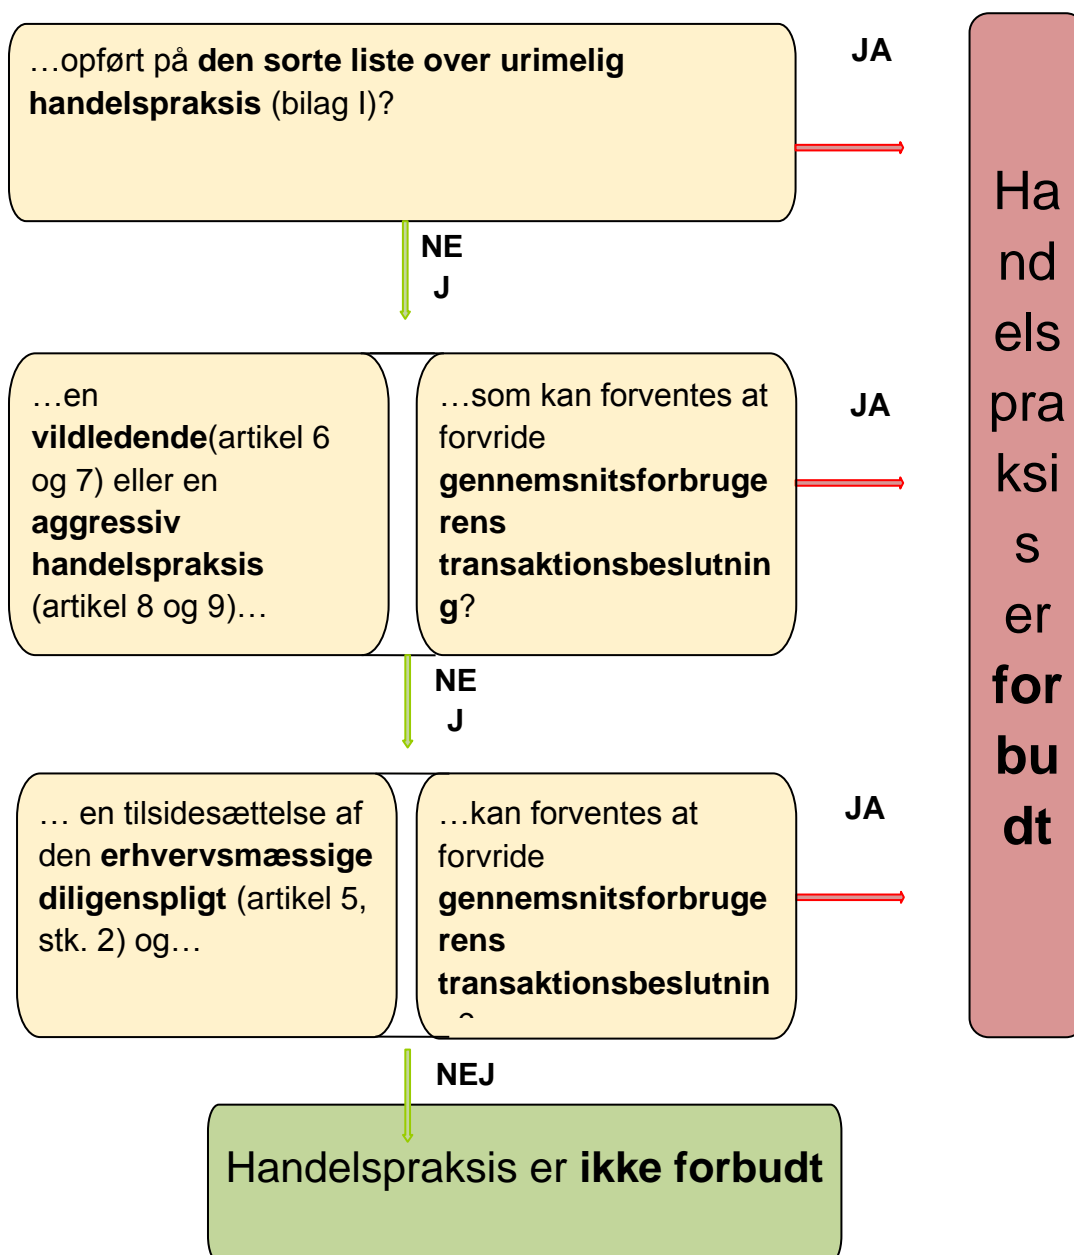 …opført på den sorte liste over urimelig
handelspraksis (bilag I)?
JA
NE
J
…en
vildledende(artikel 6
og 7) eller en
aggressiv
handelspraksis
(artikel 8 og 9)…
…som kan forventes at
forvride
gennemsnitsforbruge
rens
transaktionsbeslutnin
g?
JA
NE
J
… en tilsidesættelse af
den erhvervsmæssige
diligenspligt (artikel 5,
stk. 2) og…
…kan forventes at
forvride
gennemsnitsforbruge
rens
transaktionsbeslutnin
JA
NEJ
Handelspraksis er ikke forbudt
Ha
nd
els
pra
ksi
s
er
for
bu
dt